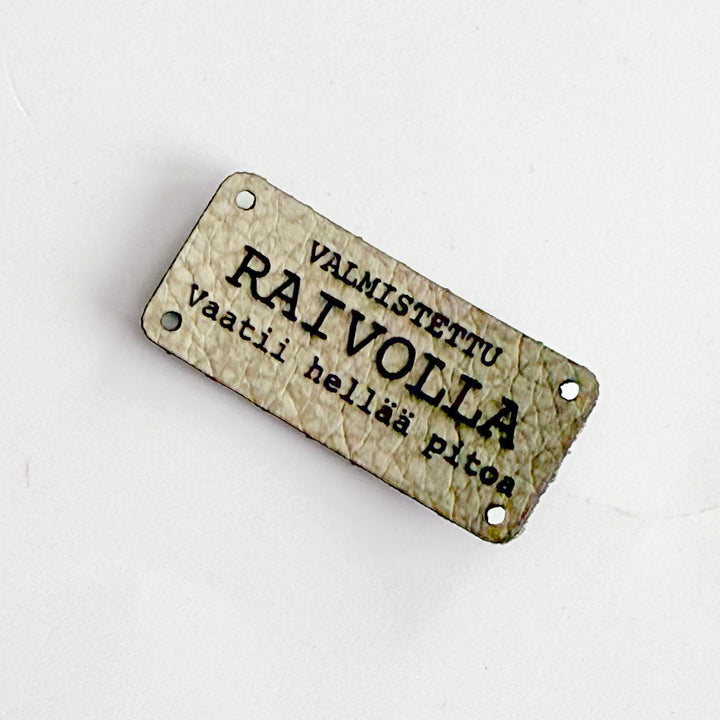 VALMISTETTU
RAIVOLLA
Vaatii hellää pitoa